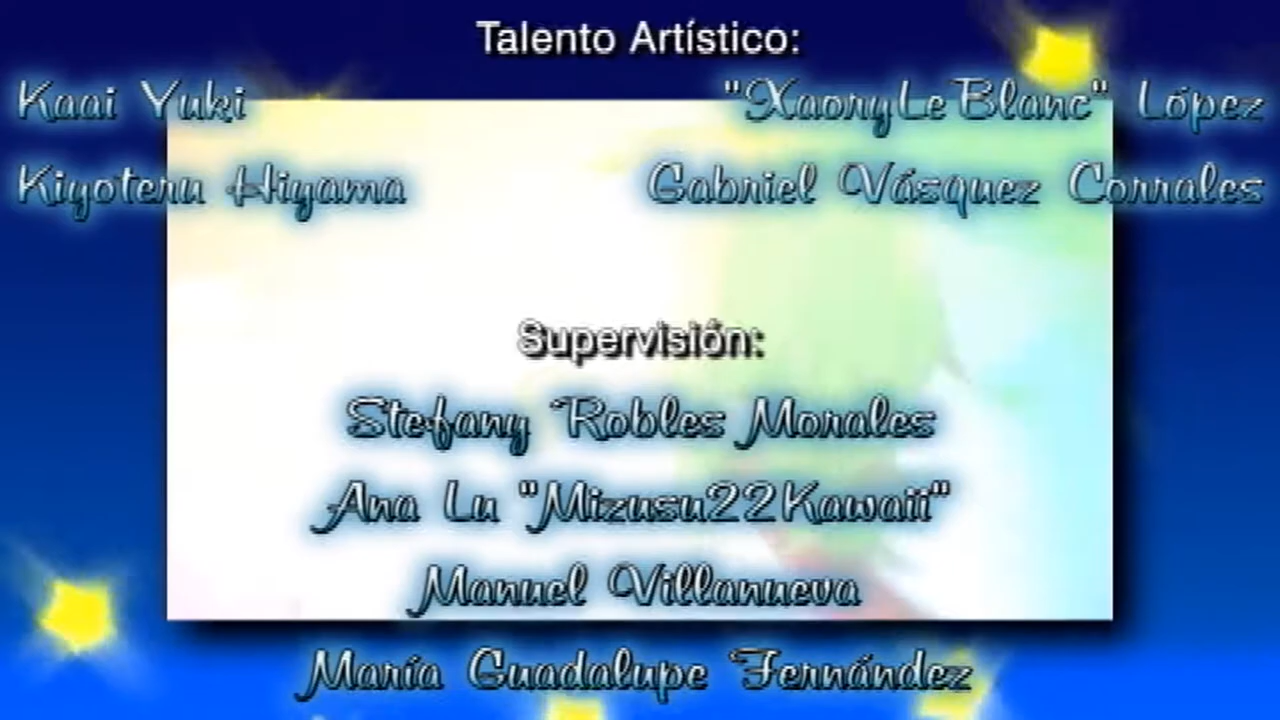 Talento Artístico:
Kaai Yuki "XaoryLeBlanc" López
Kiyoteru Hiyama Gabriel Vásquez Corrales
Supervisión:
Stefany Robles Morales
Ana Lu "Mizusu22Kawaii"
Manuel Villanueva
María Guadalupe Fernández